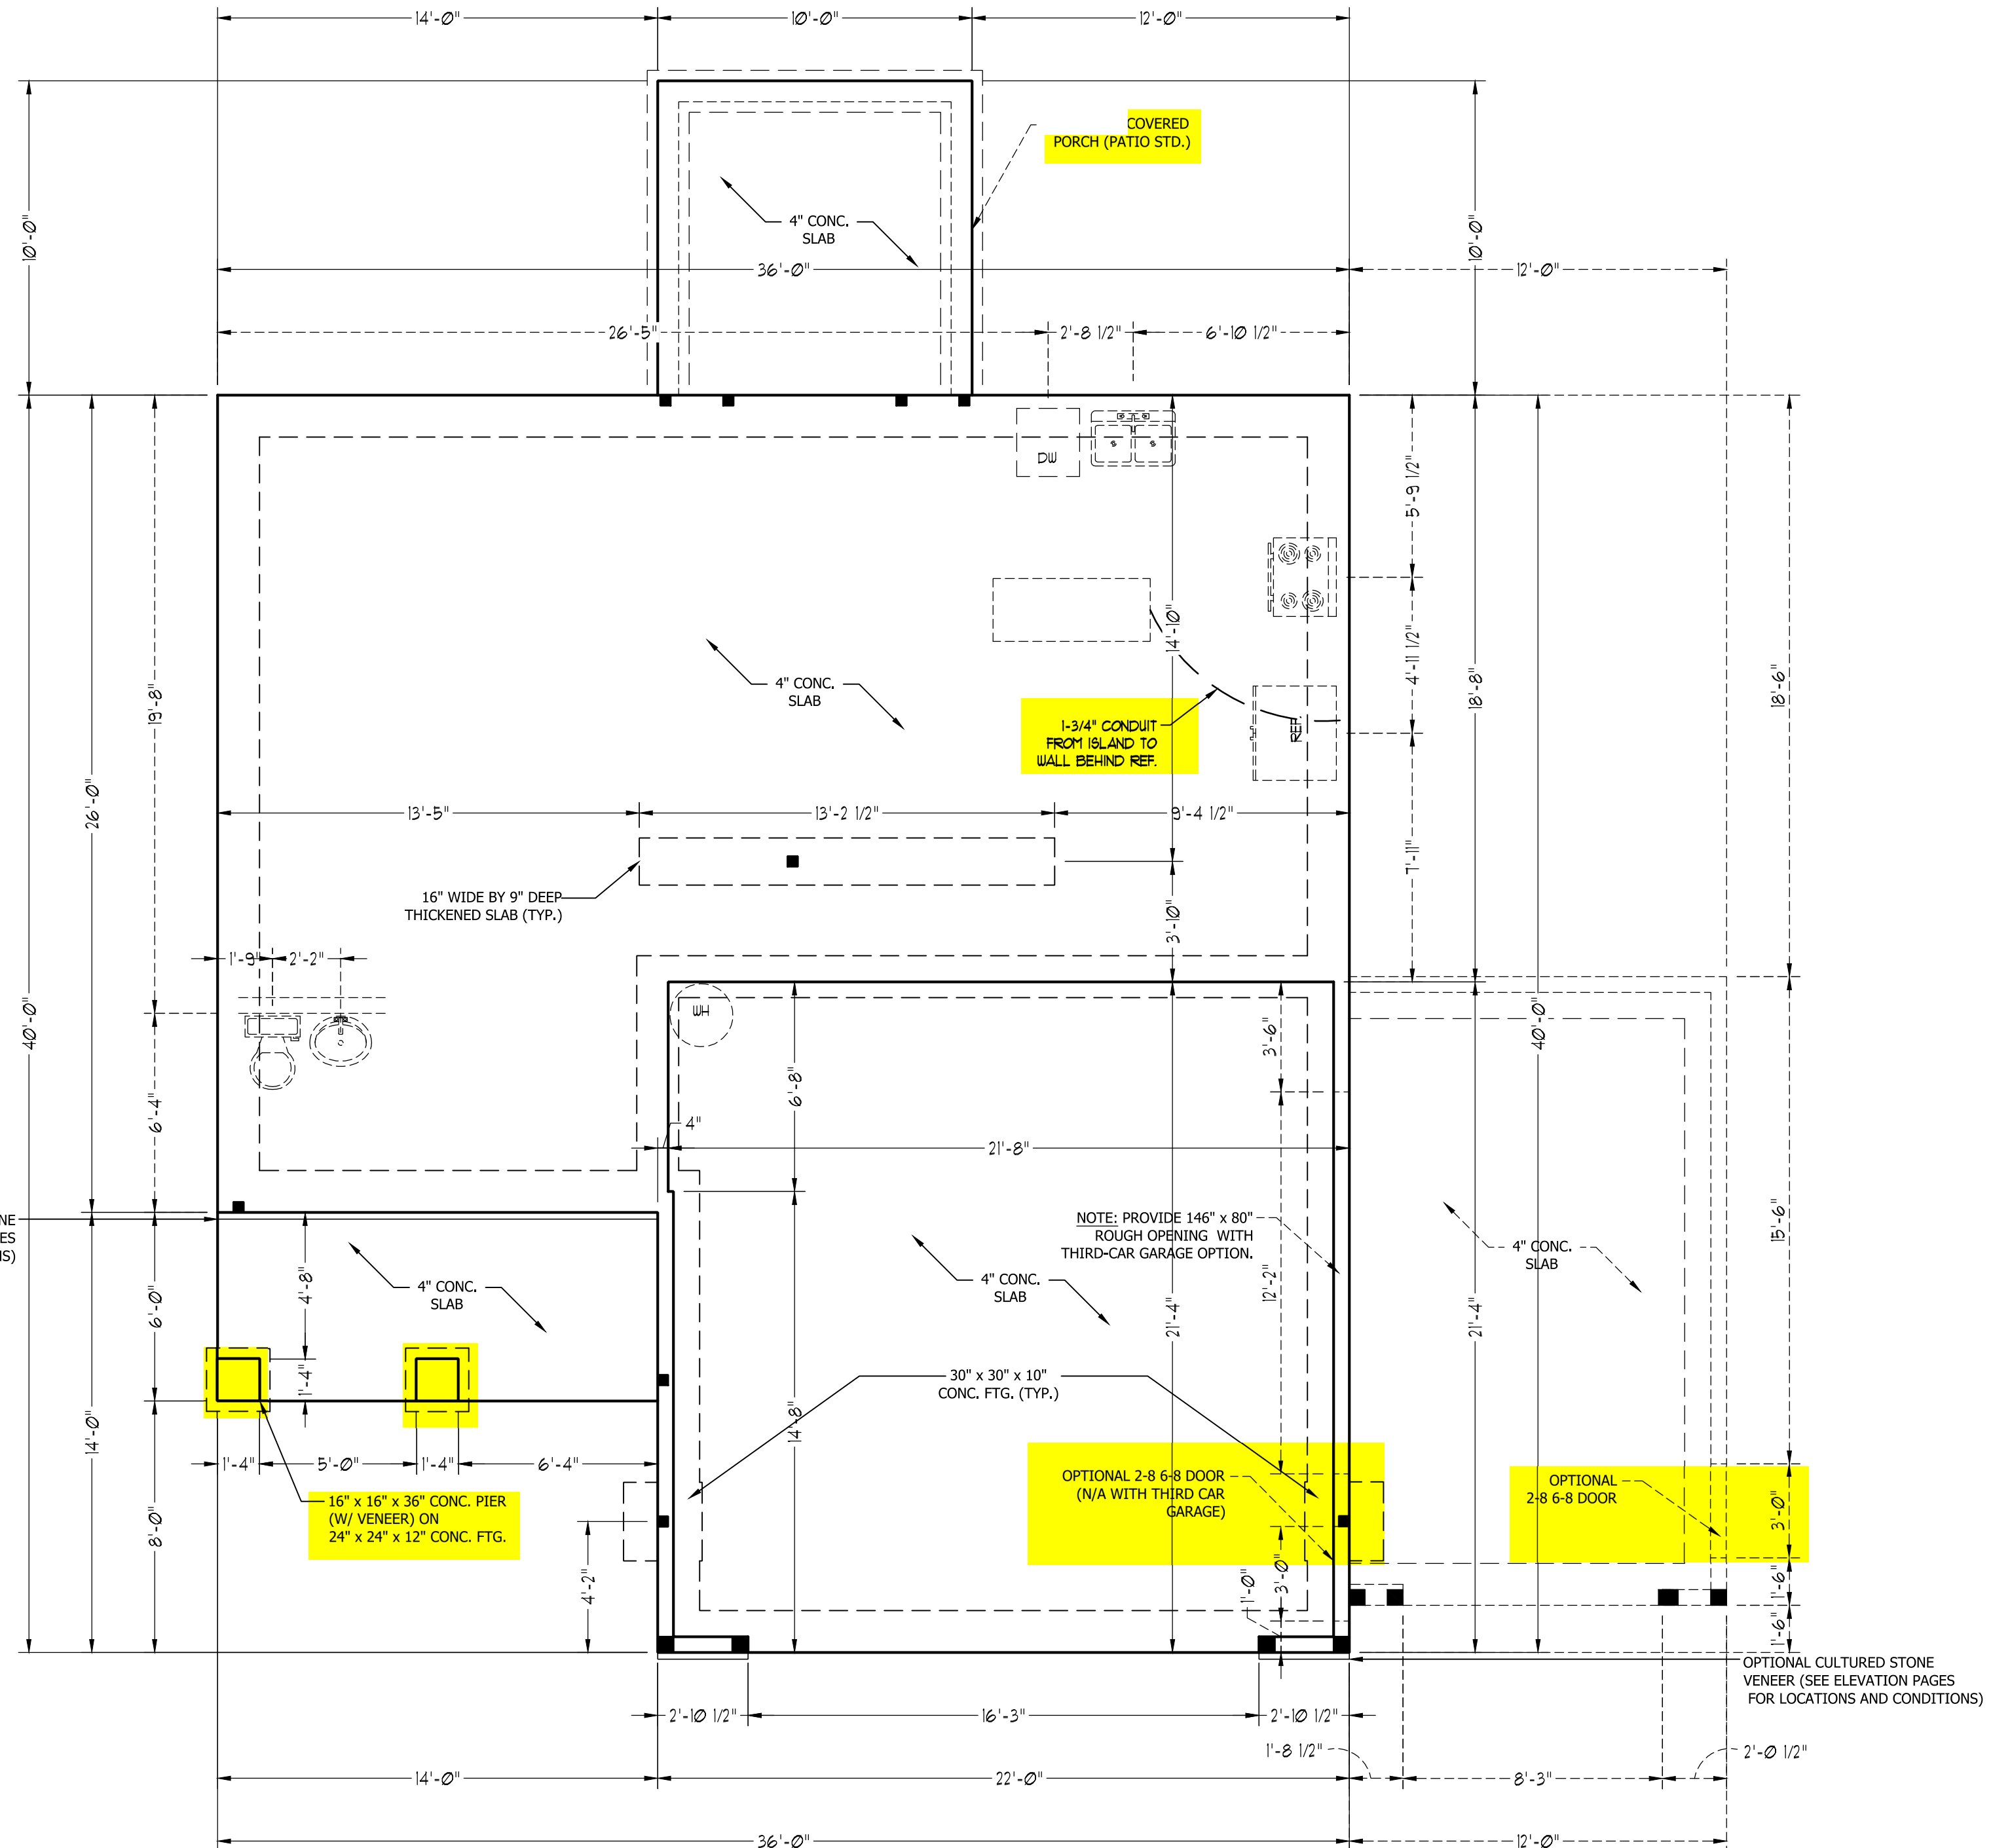 14'-0"
10'-0"
12'-0"
COVERED
PORCH (PATIO STD.)
10'-0"
10'-0"
4" CONC.
SLAB
36'-0"
12'-0"
26'-5"
2'-8 1/2"
6'-10 1/2"
DW
5'-9 1/2"
14'-10"
4'-11 1/2"
18'-8"
18'-6"
19'-8"
4" CONC.
SLAB
1-3/4" CONDUIT
FROM ISLAND TO
WALL BEHIND REF.
REF.
26'-0"
13'-5"
13'-2 1/2"
9'-4 1/2"
7'-11"
16" WIDE BY 9" DEEP
THICKENED SLAB (TYP.)
3'-10"
1'-9"
2'-2"
40'-0"
WH
3'-6"
40'-0"
6'-8"
6'-4"
4"
21'-8"
NE
ES
NS)
NOTE: PROVIDE 146" x 80"
ROUGH OPENING WITH
THIRD-CAR GARAGE OPTION.
15'-6"
4" CONC.
SLAB
4'-8"
4" CONC.
SLAB
4" CONC.
SLAB
12'-2"
6'-0"
21'-4"
21'-4"
1'-4"
30" x 30" x 10"
CONC. FTG. (TYP.)
14'-8"
14'-0"
1'-4"
5'-0"
1'-4"
6'-4"
OPTIONAL 2-8 6-8 DOOR
(N/A WITH THIRD CAR
GARAGE)
OPTIONAL
2-8 6-8 DOOR
16" x 16" x 36" CONC. PIER
(W/ VENEER) ON
24" x 24" x 12" CONC. FTG.
8'-0"
3'-0"
4'-2"
1'-0"
3'-0"
1'-6"
1'-6"
OPTIONAL CULTURED STONE
VENEER (SEE ELEVATION PAGES
FOR LOCATIONS AND CONDITIONS)
2'-10 1/2"
16'-3"
2'-10 1/2"
1'-8 1/2"
2'-0 1/2"
14'-0"
22'-0"
8'-3"
36'-0"
12'-0"